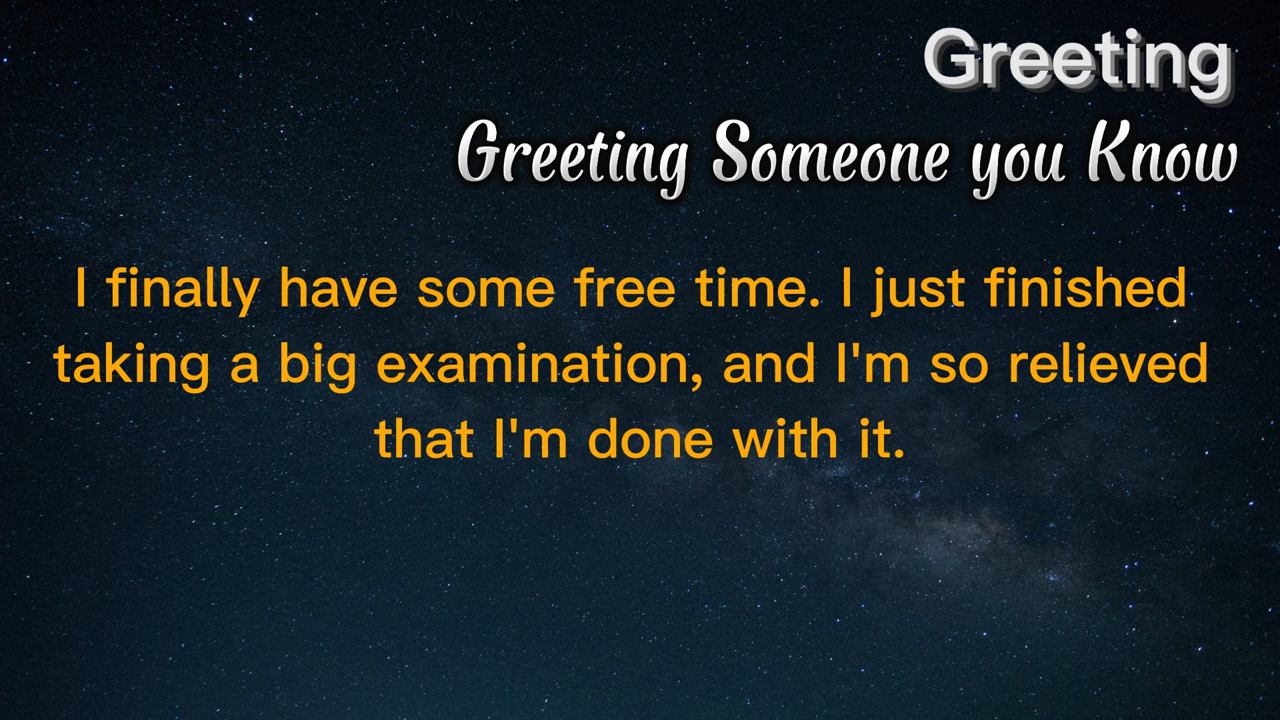 Greeting
Greeting Someone you Know
I finally have some free time. I just finished
taking a big examination, and I'm so relieved
that I'm done with it.